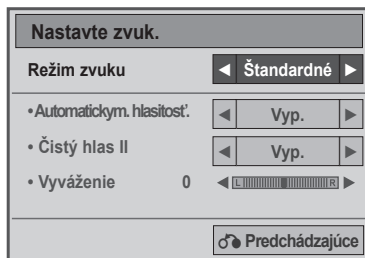 Nastavte zvuk.
Režim zvuku ◄ Štandardné ►
•Automatickym. hlasitosť. ◄ Vyp. ►
• Čistý hlas II ◄ Vyp. ►
• Vyváženie 0 ◄ L R ►
Predchádzajúce